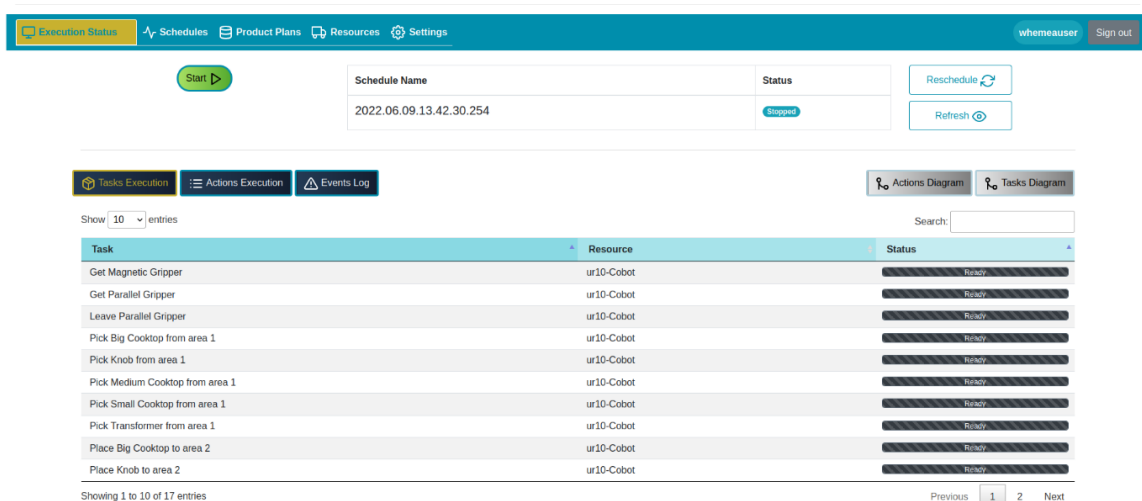 Execution Status Schedules Product Plans Resources Settings whemeauser Sign out
Start
Schedule Name Status
2022.06.09.13.42.30.254 Stopped
Reschedule
Refresh
Tasks Execution Actions Execution Events Log Actions Diagram Tasks Diagram
Show 10 entries Search:
Task Resource Status
Get Magnetic Gripper ur10-Cobot Ready
Get Parallel Gripper ur10-Cobot Ready
Leave Parallel Gripper ur10-Cobot Ready
Pick Big Cooktop from area 1 ur10-Cobot Ready
Pick Knob from area 1 ur10-Cobot Ready
Pick Medium Cooktop from area 1 ur10-Cobot Ready
Pick Small Cooktop from area 1 ur10-Cobot Ready
Pick Transformer from area 1 ur10-Cobot Ready
Place Big Cooktop to area 2 ur10-Cobot Ready
Place Knob to area 2 ur10-Cobot Ready
Showing 1 to 10 of 17 entries Previous 1 2 Next